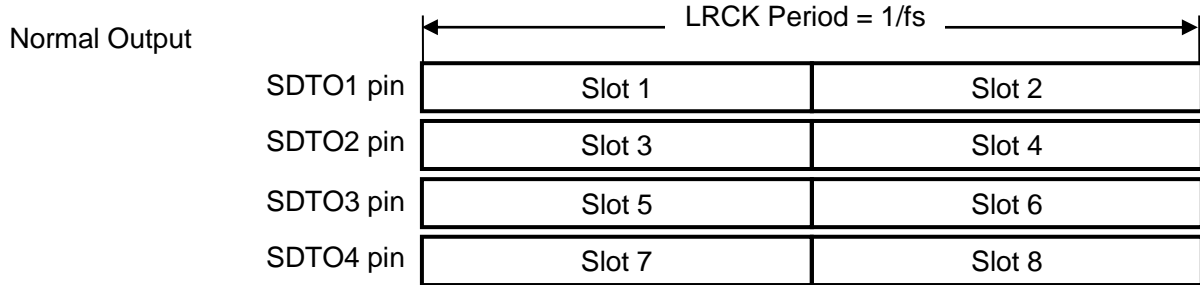 LRCK Period = 1/fs
Normal Output
SDTO1 pin Slot 1 Slot 2
SDTO2 pin Slot 3 Slot 4
SDTO3 pin Slot 5 Slot 6
SDTO4 pin Slot 7 Slot 8